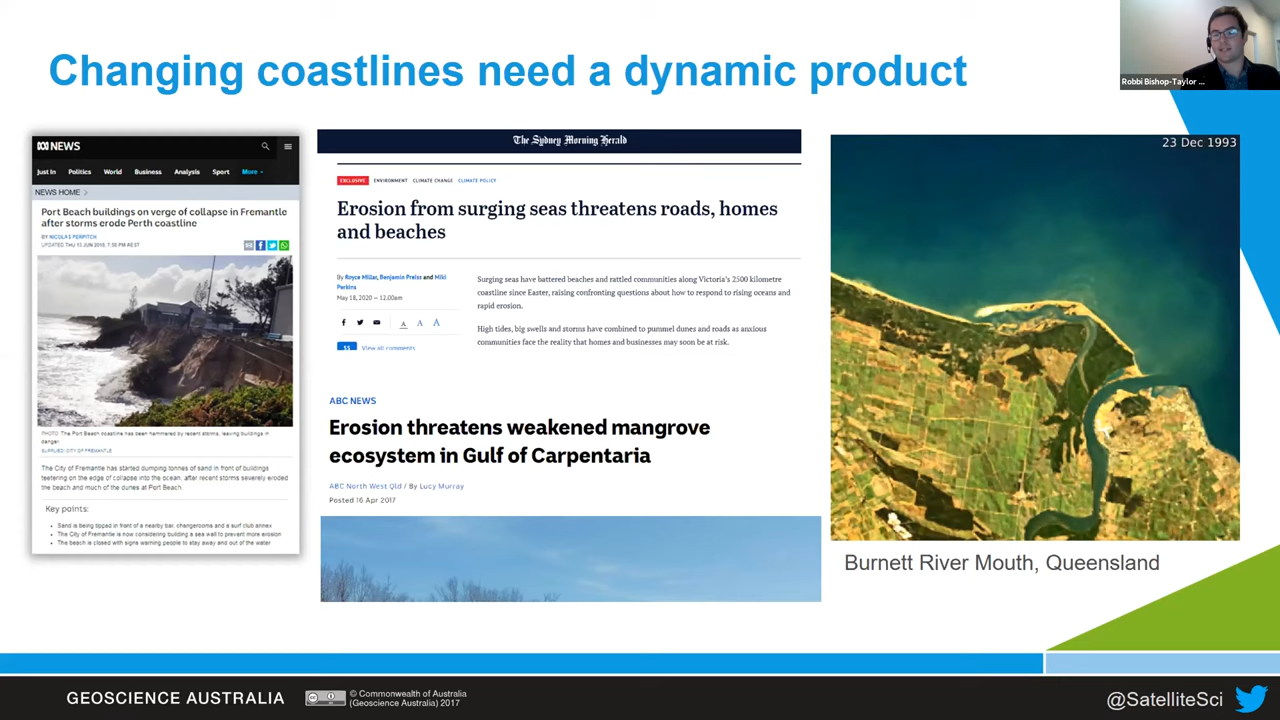 Changing coastlines need a dynamic product
Robbi Bishop-Taylor ...
NEWS
Just In Politics World Business Analysis Sport More
NEWS HOME
Port Beach buildings on verge of collapse in Fremantle
after storms erode Perth coastline
BY NICOLAS PERPITCH
PHOTO: The Port Beach coastline has been hammered by recent storms, leaving buildings in
danger.
SUPPLIED: CITY OF FREMANTLE
The City of Fremantle has started dumping tonnes of sand in front of buildings
teetering on the edge of collapse into the ocean, after recent storms severely eroded
the beach and much of the dunes at Port Beach.
Key points:
Sand is being tipped in front of a nearby bar, changerooms and a surf club annex
The City of Fremantle is now considering building a sea wall to prevent more erosion
The beach is closed with signs warning people to stay away and out of the water
The Sydney Morning Herald
EXCLUSIVE ENVIRONMENT CLIMATE CHANGE CLIMATE POLICY
Erosion from surging seas threatens roads, homes
and beaches
By Royce Millar, Benjamin Preiss and Miki
Perkins
May 18, 2020 — 12.00am
A A A
55 View all comments
Surging seas have battered beaches and rattled communities along Victoria's 2500 kilometre
coastline since Easter, raising confronting questions about how to respond to rising oceans and
rapid erosion.
High tides, big swells and storms have combined to pummel dunes and roads as anxious
communities face the reality that homes and businesses may soon be at risk.
ABC NEWS
Erosion threatens weakened mangrove
ecosystem in Gulf of Carpentaria
ABC North West Qld / By Lucy Murray
Posted 16 Apr 2017
23 Dec 1993
Burnett River Mouth, Queensland
GEOSCIENCE AUSTRALIA
© Commonwealth of Australia
(Geoscience Australia) 2017
@SatelliteSci